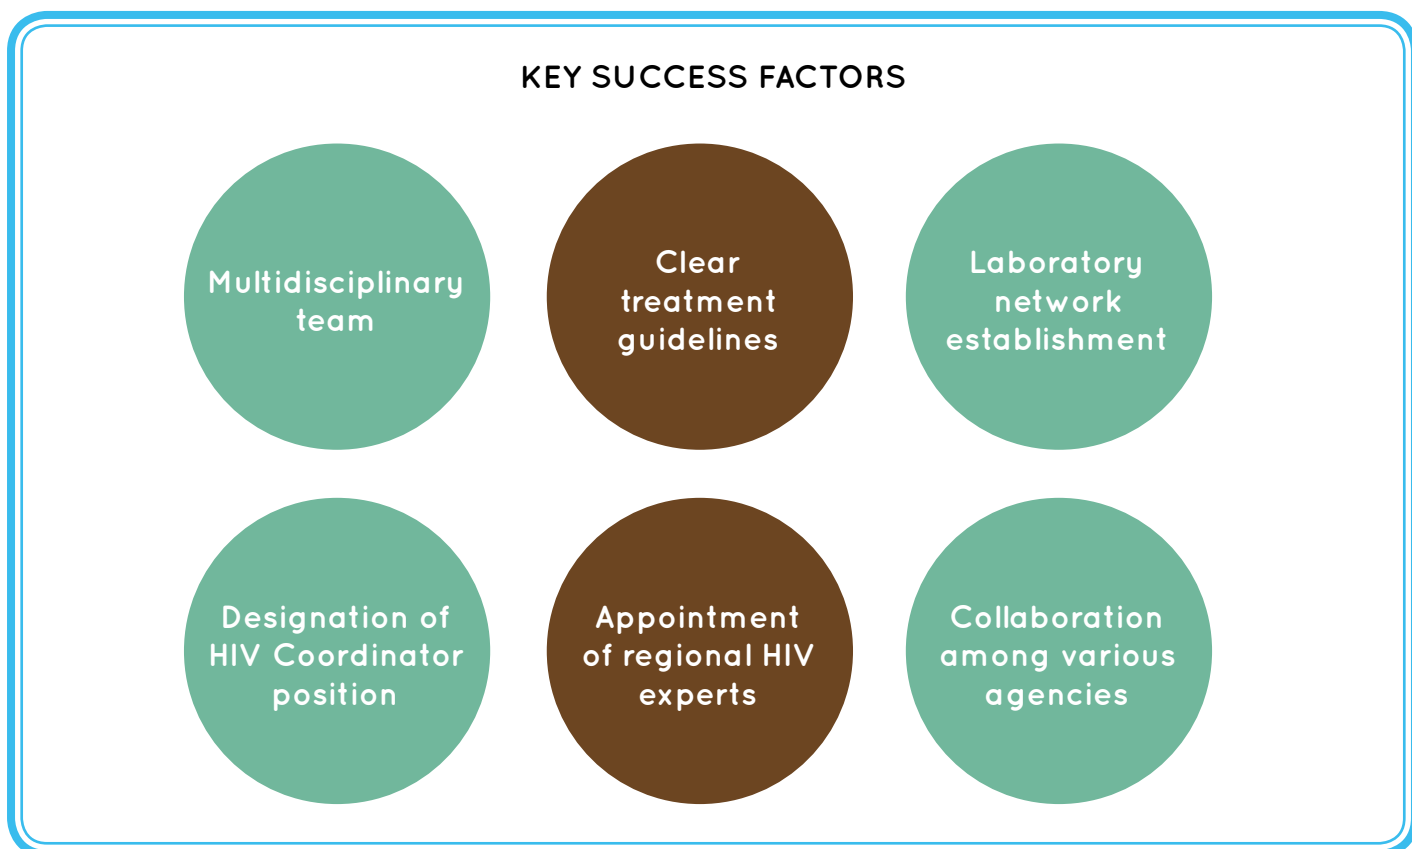 KEY SUCCESS FACTORS
Multidisciplinary
team
Clear
treatment
guidelines
Laboratory
network
establishment
Designation of
HIV Coordinator
position
Appointment
of regional HIV
experts
Collaboration
among various
agencies